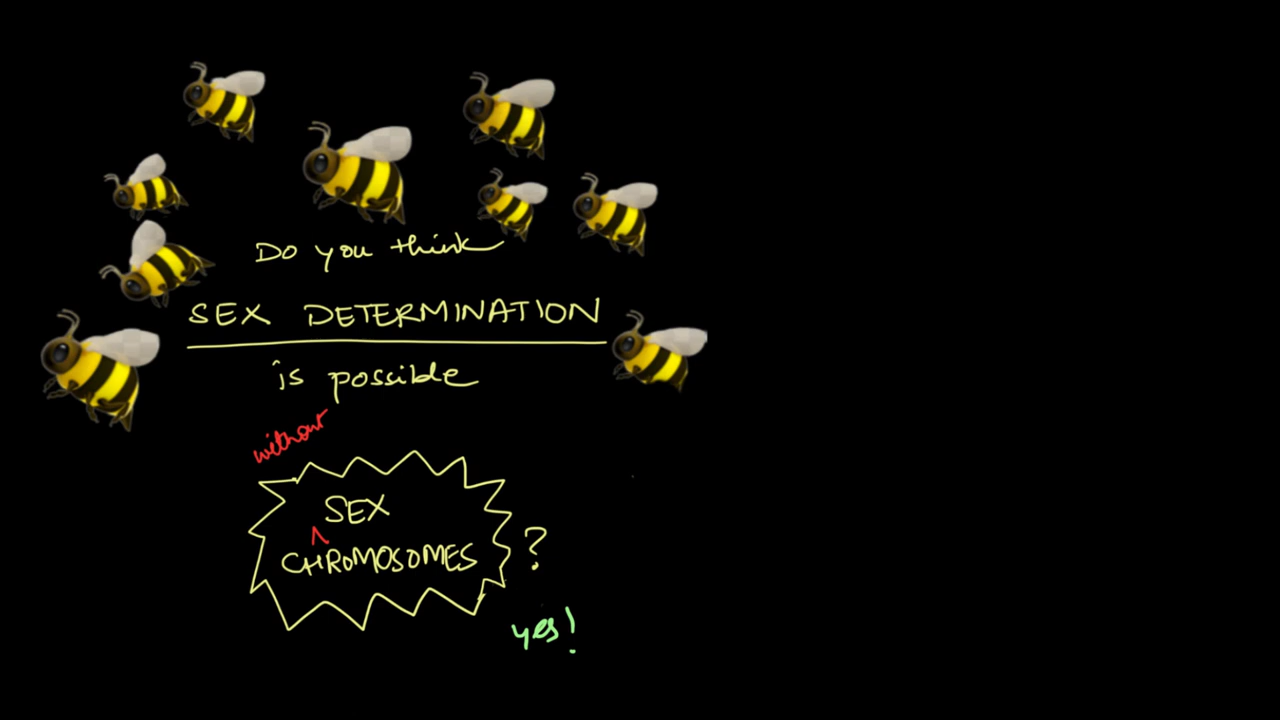 Do you think
SEX DETERMINATION
is possible
without
SEX
CHROMOSOMES ?
yes!